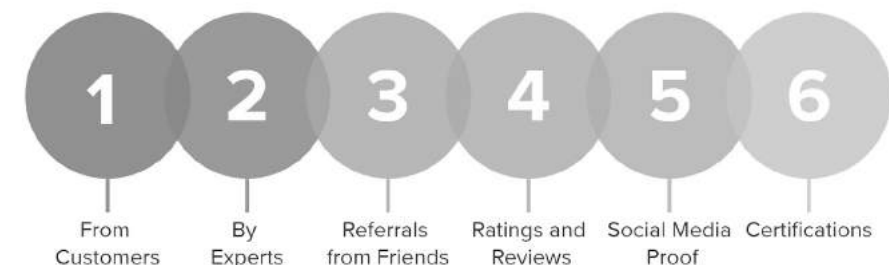 1 2 3 4 5 6
From By Referrals Ratings and Social Media Certifications
Customers Experts from Friends Reviews Proof